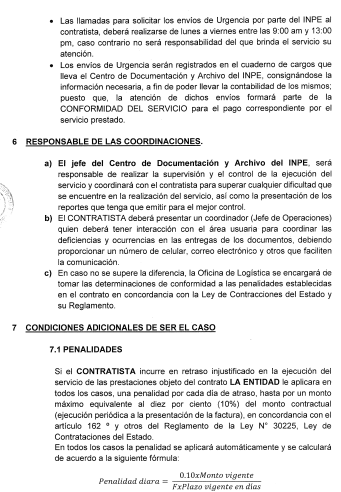 • Las llamadas para solicitar los envíos de Urgencia por parte del INPE al
contratista, deberá realizarse de lunes a viernes entre las 9:00 am y 13:00
pm, caso contrario no será responsabilidad del que brinda el servicio su
atención.
• Los envíos de Urgencia serán registrados en el cuaderno de cargos que
lleva el Centro de Documentación y Archivo del INPE, consignándose la
información necesaria, a fin de poder llevar la contabilidad de los mismos;
puesto que, la atención de dichos envíos formará parte de la
CONFORMIDAD DEL SERVICIO para el pago correspondiente por el
servicio prestado.
6 RESPONSABLE DE LAS COORDINACIONES.
a) El jefe del Centro de Documentación y Archivo del INPE, será
responsable de realizar la supervisión y el control de la ejecución del
servicio y coordinará con el contratista para superar cualquier dificultad que
se encuentre en la realización del servicio, así como la presentación de los
reportes que tenga que emitir para el mejor control.
b) El CONTRATISTA deberá presentar un coordinador (Jefe de Operaciones)
quien deberá tener interacción con el área usuaria para coordinar las
deficiencias y ocurrencias en las entregas de los documentos, debiendo
proporcionar un número de celular, correo electrónico y otros que faciliten
la comunicación.
c) En caso no se supere la diferencia, la Oficina de Logística se encargará de
tomar las determinaciones de conformidad a las penalidades establecidas
en el contrato en concordancia con la Ley de Contracciones del Estado y
su Reglamento.
7 CONDICIONES ADICIONALES DE SER EL CASO
7.1 PENALIDADES
Si el CONTRATISTA incurre en retraso injustificado en la ejecución del
servicio de las prestaciones objeto del contrato LA ENTIDAD le aplicara en
todos los casos, una penalidad por cada día de atraso, hasta por un monto
máximo equivalente al diez por ciento (10%) del monto contractual
(ejecución periódica a la presentación de la factura), en concordancia con el
artículo 162 º y otros del Reglamento de la Ley N° 30225, Ley de
Contrataciones del Estado.
En todos los casos la penalidad se aplicará automáticamente y se calculará
de acuerdo a la siguiente fórmula:
Penalidad diara = 0.10xMonto vigente
FxPlazo vigente en días